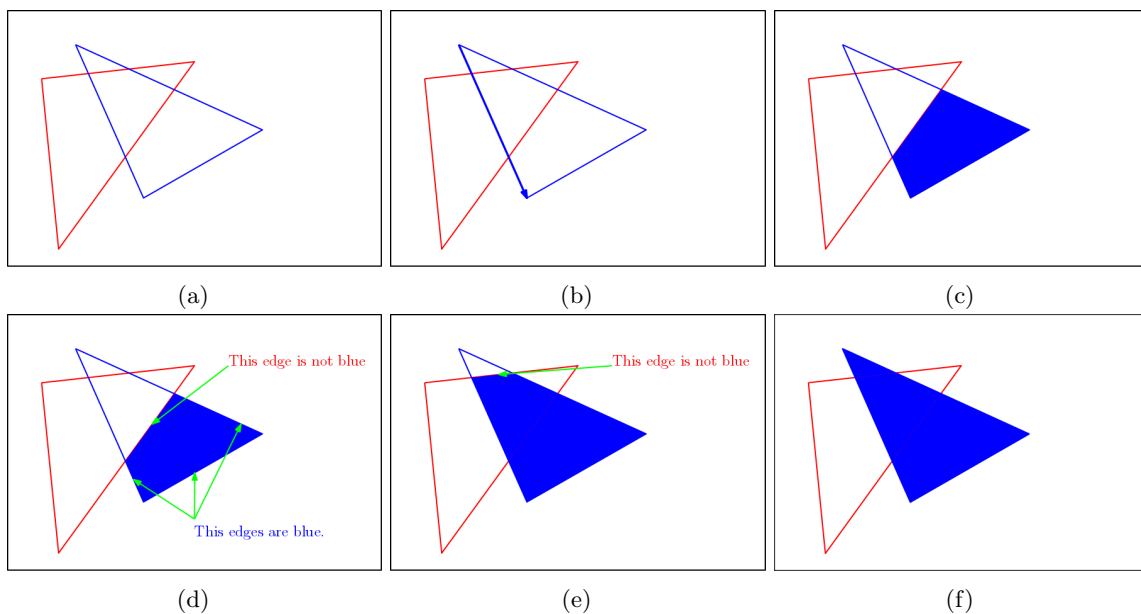 (a)
(b)
(c)
This edge is not blue
This edges are blue.
This edge is not blue
(d)
(e)
(f)